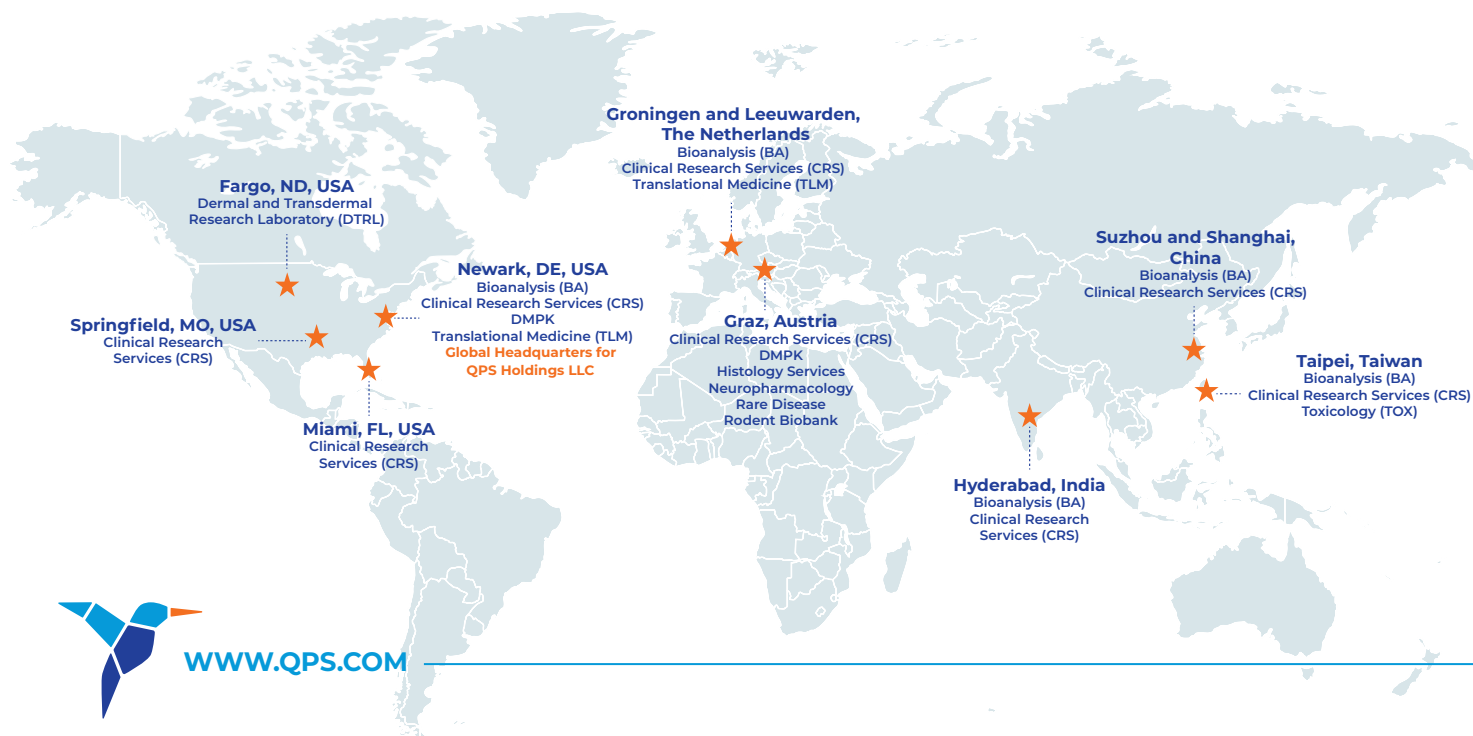 Groningen and Leeuwarden,
The Netherlands
Bioanalysis (BA)
Clinical Research Services (CRS)
Translational Medicine (TLM)
Fargo, ND, USA
Dermal and Transdermal
Research Laboratory (DTRL)
Suzhou and Shanghai,
China
Bioanalysis (BA)
Clinical Research Services (CRS)
Newark, DE, USA
Bioanalysis (BA)
Clinical Research Services (CRS)
DMPK
Translational Medicine (TLM)
Global Headquarters for
QPS Holdings LLC
Springfield, MO, USA
Clinical Research
Services (CRS)
Graz, Austria
Clinical Research Services (CRS)
DMPK
Histology Services
Neuropharmacology
Rare Disease
Rodent Biobank
Taipei, Taiwan
Bioanalysis (BA)
Clinical Research Services (CRS)
Toxicology (TOX)
Miami, FL, USA
Clinical Research
Services (CRS)
Hyderabad, India
Bioanalysis (BA)
Clinical Research
Services (CRS)
WWW.QPS.COM